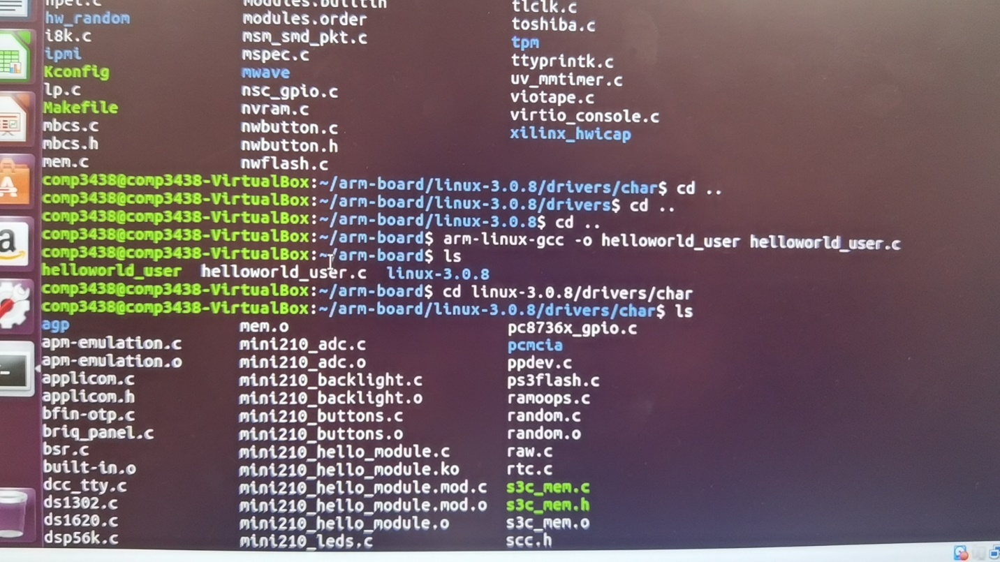 hpet.c modules.builtin tlclk.c
hw_random modules.order toshiba.c
i8k.c msm_smd_pkt.c tpm
ipmi mspec.c ttyprintk.c
Kconfig mwave uv_mmtimer.c
lp.c nsc_gpio.c viotape.c
Makefile nvram.c virtio_console.c
mbcs.c nwbutton.c xilinx_hwicap
mbcs.h nwbutton.h
mem.c nwflash.c
comp3438@comp3438-VirtualBox:~/arm-board/linux-3.0.8/drivers/char$ cd ..
comp3438@comp3438-VirtualBox:~/arm-board/linux-3.0.8/drivers$ cd ..
comp3438@comp3438-VirtualBox:~/arm-board/linux-3.0.8$ cd ..
comp3438@comp3438-VirtualBox:~/arm-board$ arm-linux-gcc -o helloworld_user helloworld_user.c
comp3438@comp3438-VirtualBox:~/arm-board$ ls
helloworld_user helloworld_user.c linux-3.0.8
comp3438@comp3438-VirtualBox:~/arm-board$ cd linux-3.0.8/drivers/char
comp3438@comp3438-VirtualBox:~/arm-board/linux-3.0.8/drivers/char$ ls
agp mem.o pc8736x_gpio.c
apm-emulation.c mini210_adc.c pcmcia
apm-emulation.o mini210_adc.o ppdev.c
applicom.c mini210_backlight.c ps3flash.c
applicom.h mini210_backlight.o ramoops.c
bfin-otp.c mini210_buttons.c random.c
briq_panel.c mini210_buttons.o random.o
bsr.c mini210_hello_module.c raw.c
built-in.o mini210_hello_module.ko rtc.c
dcc_tty.c mini210_hello_module.mod.c s3c_mem.c
ds1302.c mini210_hello_module.mod.o s3c_mem.h
ds1620.c mini210_hello_module.o s3c_mem.o
dsp56k.c mini210_leds.c scc.h